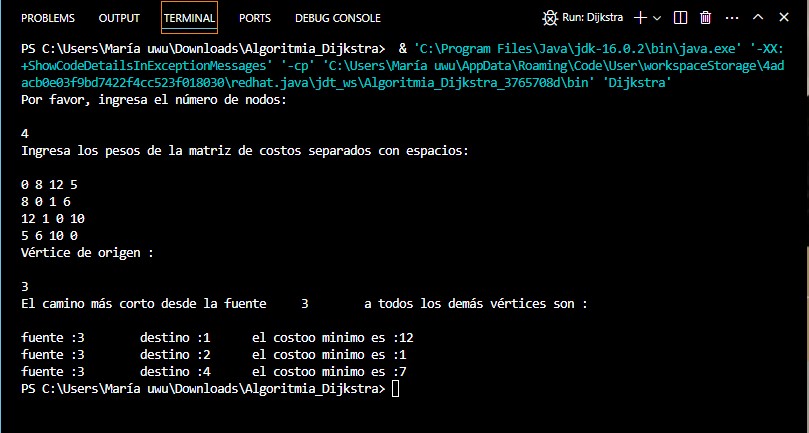 PROBLEMS OUTPUT TERMINAL PORTS DEBUG CONSOLE Run: Dijkstra
PS C:\Users\María uwu\Downloads\Algoritmia_Dijkstra>  & 'C:\Program Files\Java\jdk-16.0.2\bin\java.exe' '-XX:
+ShowCodeDetailsInExceptionMessages' '-cp' 'C:\Users\María uwu\AppData\Roaming\Code\User\workspaceStorage\4ad
acb0e03f9bd7422f4cc523f018030\redhat.java\jdt_ws\Algoritmia_Dijkstra_3765708d\bin' 'Dijkstra'
Por favor, ingresa el número de nodos:
4
Ingresa los pesos de la matriz de costos separados con espacios:
0 8 12 5
8 0 1 6
12 1 0 10
5 6 10 0
Vértice de origen :
3
El camino más corto desde la fuente 3 a todos los demás vértices son :
fuente :3 destino :1 el costoo minimo es :12
fuente :3 destino :2 el costoo minimo es :1
fuente :3 destino :4 el costoo minimo es :7
PS C:\Users\María uwu\Downloads\Algoritmia_Dijkstra>